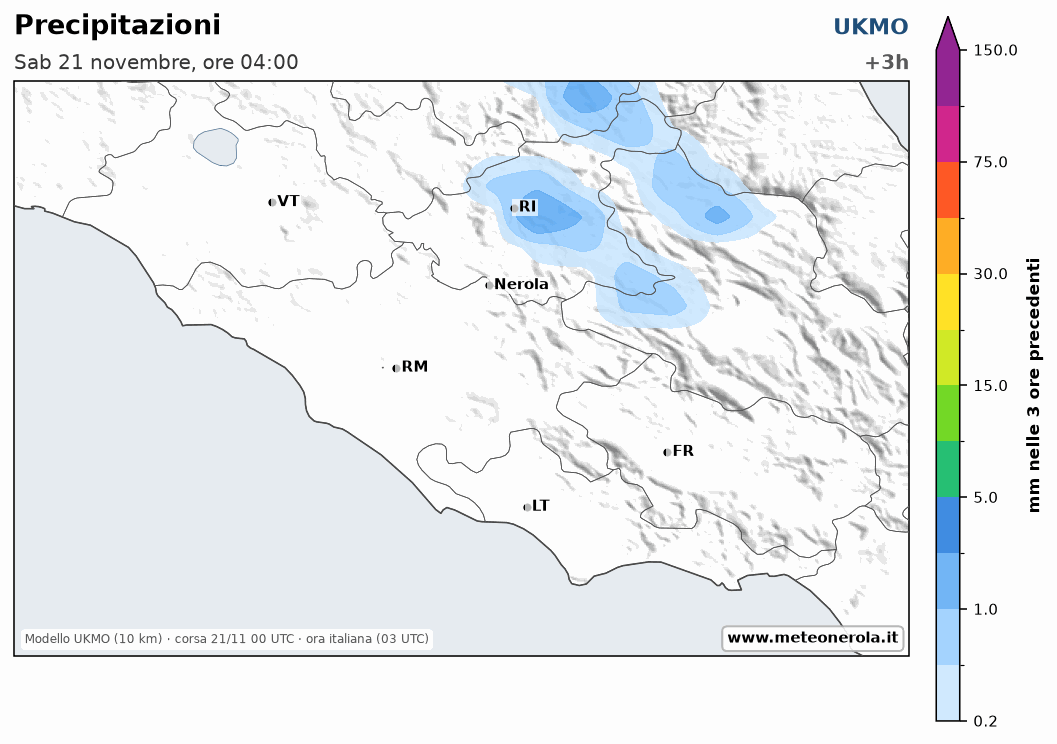 Precipitazioni
UKMO
Sab 21 novembre, ore 04:00
+3h
150.0
75.0
30.0
15.0
5.0
1.0
0.2
mm nelle 3 ore precedenti
VT
RI
Nerola
RM
FR
LT
Modello UKMO (10 km) · corsa 21/11 00 UTC · ora italiana (03 UTC)
www.meteonerola.it